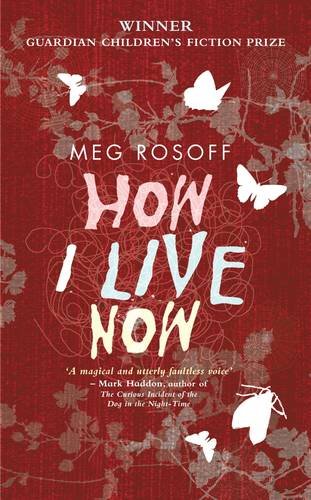 WINNER
GUARDIAN CHILDREN'S FICTION PRIZE
MEG ROSOFF
HOW
I LIVE
NOW
'A magical and utterly faultless voice'
– Mark Haddon, author of
The Curious Incident of the
Dog in the Night-Time